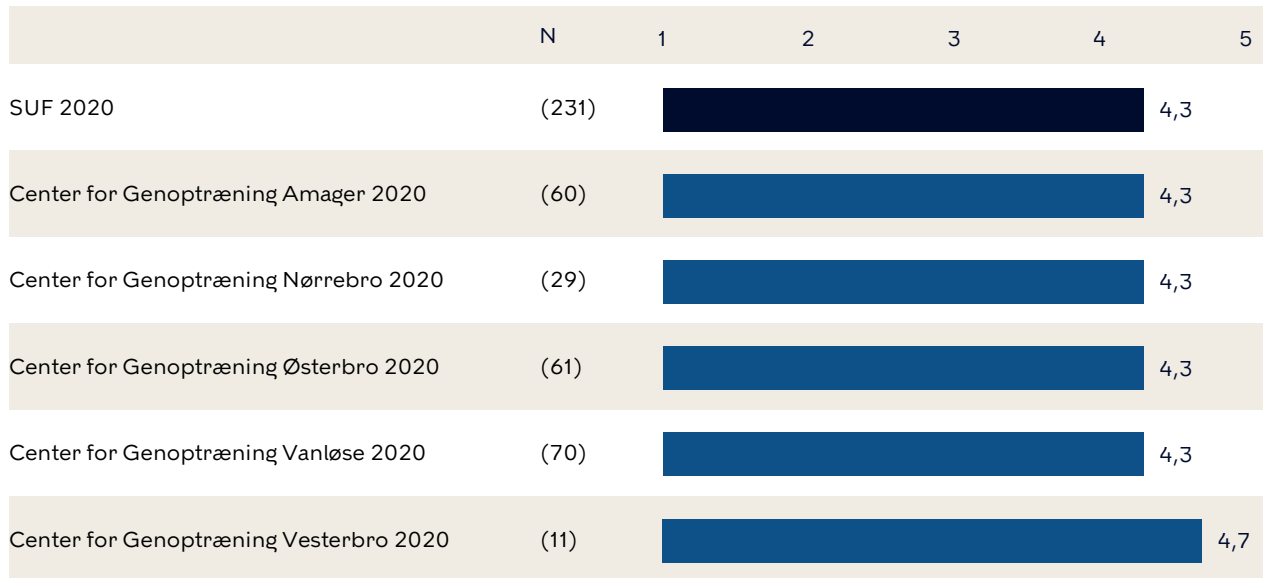 N 1 2 3 4 5
SUF 2020 (231) 4,3
Center for Genoptræning Amager 2020 (60) 4,3
Center for Genoptræning Nørrebro 2020 (29) 4,3
Center for Genoptræning Østerbro 2020 (61) 4,3
Center for Genoptræning Vanløse 2020 (70) 4,3
Center for Genoptræning Vesterbro 2020 (11) 4,7